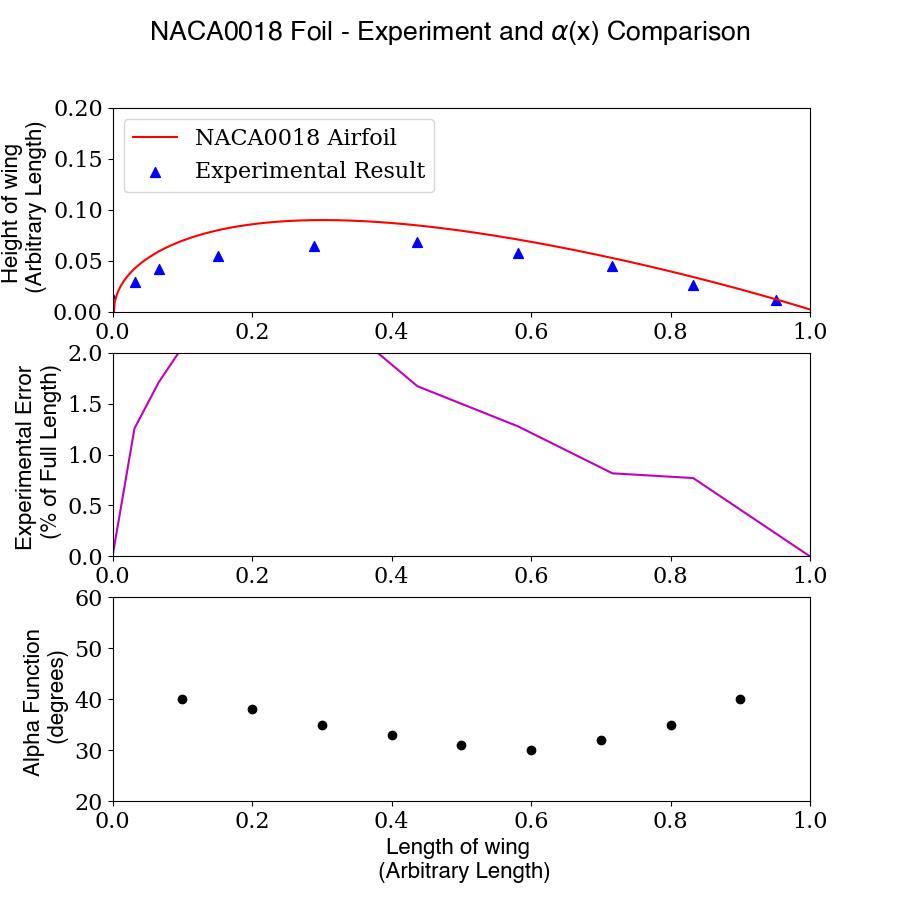 NACA0018 Foil - Experiment and α(x) Comparison
0.20
0.15
0.10
0.05
0.00
Height of wing
(Arbitrary Length)
NACA0018 Airfoil
Experimental Result
0.0 0.2 0.4 0.6 0.8 1.0
2.0
1.5
1.0
0.5
0.0
Experimental Error
(% of Full Length)
0.0 0.2 0.4 0.6 0.8 1.0
60
50
40
30
20
Alpha Function
(degrees)
0.0 0.2 0.4 0.6 0.8 1.0
Length of wing
(Arbitrary Length)